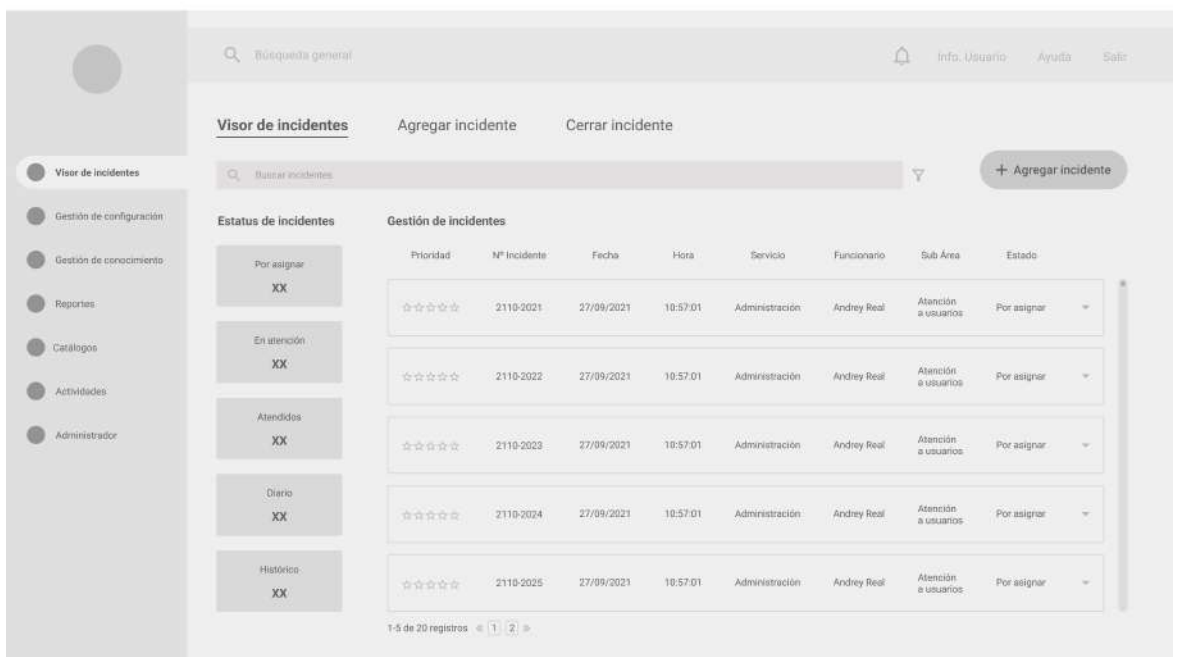 Búsqueda general
Info. Usuario
Ayuda
Salir
Visor de incidentes
Gestión de configuración
Gestión de conocimiento
Reportes
Catálogos
Actividades
Administrador
Visor de incidentes
Agregar incidente
Cerrar incidente
Buscar incidentes
+ Agregar incidente
Estatus de incidentes
Por asignar
XX
En atención
XX
Atendidos
XX
Diario
XX
Histórico
XX
Gestión de incidentes
Prioridad Nº Incidente Fecha Hora Servicio Funcionario Sub Área Estado
2110-2021 27/09/2021 10:57:01 Administración Andrey Real Atención a usuarios Por asignar
2110-2022 27/09/2021 10:57:01 Administración Andrey Real Atención a usuarios Por asignar
2110-2023 27/09/2021 10:57:01 Administración Andrey Real Atención a usuarios Por asignar
2110-2024 27/09/2021 10:57:01 Administración Andrey Real Atención a usuarios Por asignar
2110-2025 27/09/2021 10:57:01 Administración Andrey Real Atención a usuarios Por asignar
1-5 de 20 registros « 1 2 »